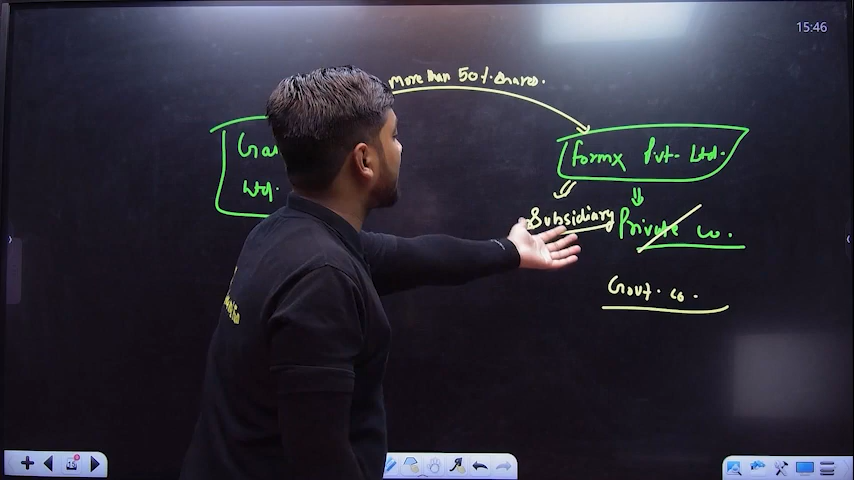 15:46
More than 50% shares.
Formx Pvt. Ltd.
Subsidiary
Private co.
Govt. co.